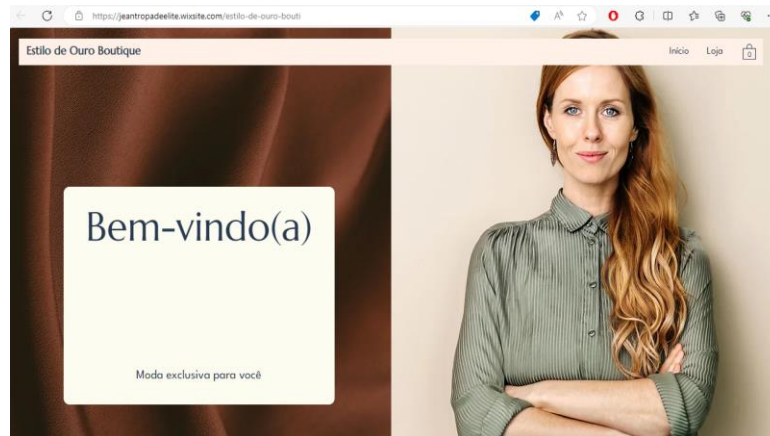 https://jeantropadeelite.wixsite.com/estilo-de-ouro-bouti
Estilo de Ouro Boutique
Início
Loja
0
Bem-vindo(a)
Moda exclusiva para você